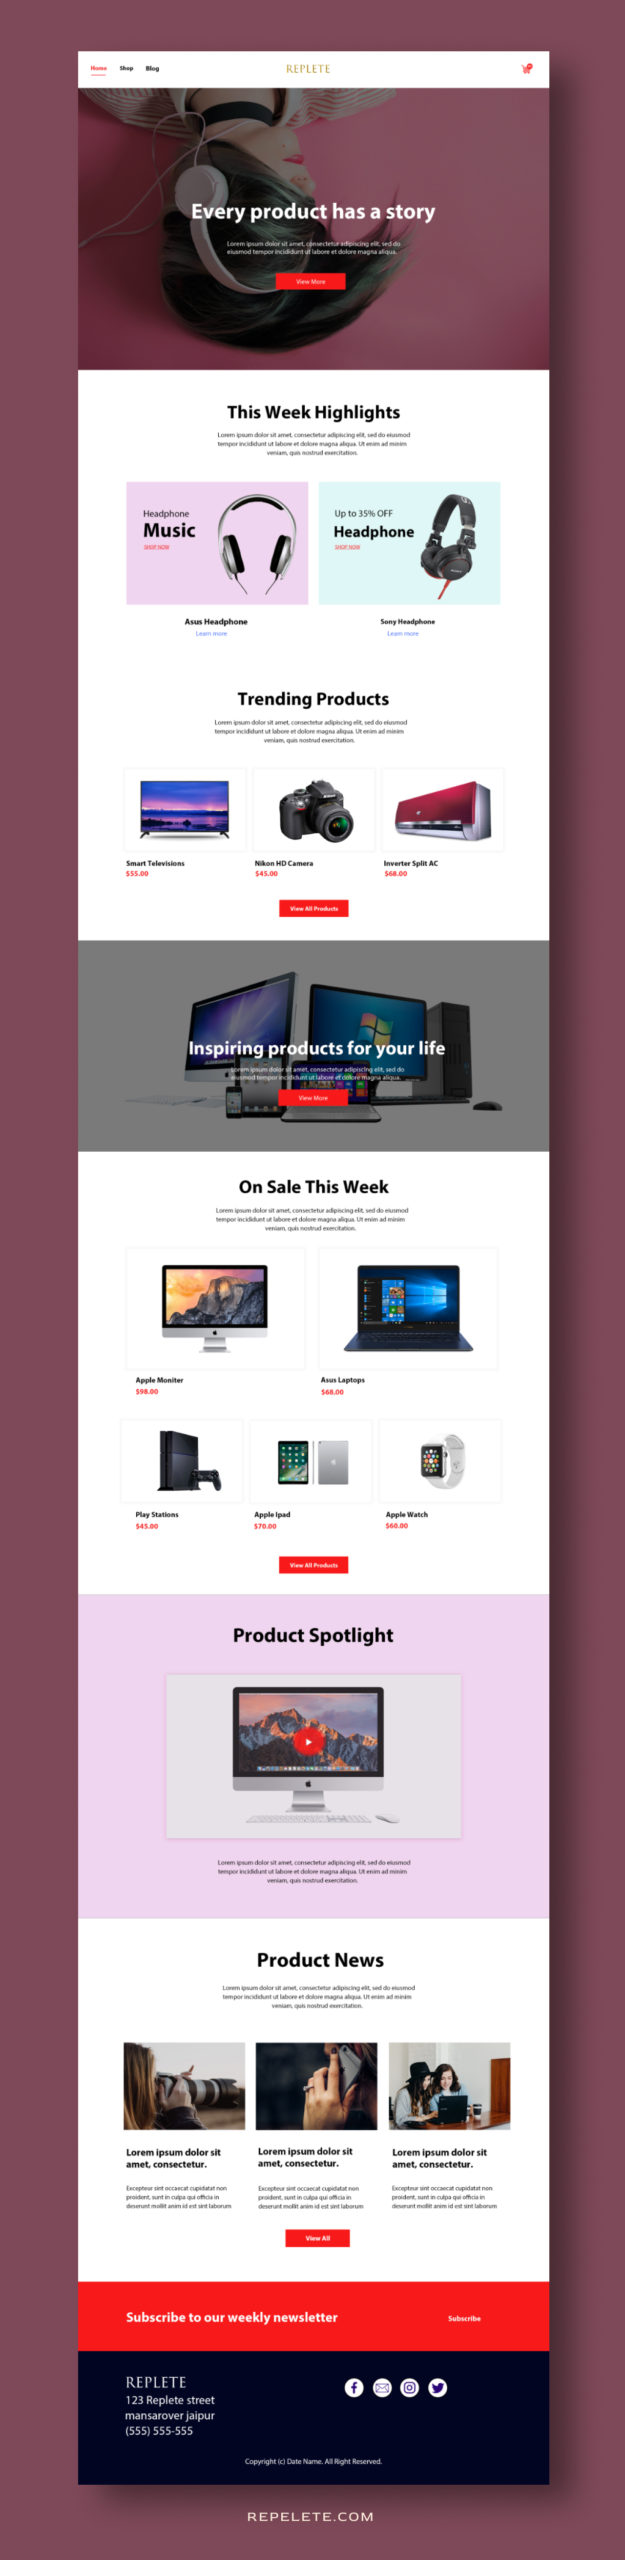 Home Shop Blog REPLETE
Every product has a story
Lorem ipsum dolor sit amet, consectetur adipiscing elit, sed do
eiusmod tempor incididunt ut labore et dolore magna aliqua.
View More
This Week Highlights
Lorem ipsum dolor sit amet, consectetur adipiscing elit, sed do eiusmod
tempor incididunt ut labore et dolore magna aliqua. Ut enim ad minim
veniam, quis nostrud exercitation.
Headphone
Music
SHOP NOW
Up to 35% OFF
Headphone
SHOP NOW
SONY
Asus Headphone
Learn more
Sony Headphone
Learn more
Trending Products
Lorem ipsum dolor sit amet, consectetur adipiscing elit, sed do eiusmod
tempor incididunt ut labore et dolore magna aliqua. Ut enim ad minim
veniam, quis nostrud exercitation.
Nikon
Smart Televisions
$55.00
Nikon HD Camera
$45.00
Inverter Split AC
$68.00
View All Products
Inspiring products for your life
Lorem ipsum dolor sit amet, consectetur adipiscing elit, sed do
eiusmod tempor incididunt ut labore et dolore magna aliqua.
View More
On Sale This Week
Lorem ipsum dolor sit amet, consectetur adipiscing elit, sed do eiusmod
tempor incididunt ut labore et dolore magna aliqua. Ut enim ad minim
veniam, quis nostrud exercitation.
Apple Moniter
$98.00
Asus Laptops
$68.00
Play Stations
$45.00
Apple Ipad
$70.00
Apple Watch
$60.00
View All Products
Product Spotlight
Lorem ipsum dolor sit amet, consectetur adipiscing elit, sed do eiusmod
tempor incididunt ut labore et dolore magna aliqua. Ut enim ad minim
veniam, quis nostrud exercitation.
Product News
Lorem ipsum dolor sit amet, consectetur adipiscing elit, sed do eiusmod
tempor incididunt ut labore et dolore magna aliqua. Ut enim ad minim
veniam, quis nostrud exercitation.
Lorem ipsum dolor sit
amet, consectetur.
Excepteur sint occaecat cupidatat non
proident, sunt in culpa qui officia in
deserunt mollit anim id est sint laborum
Lorem ipsum dolor sit
amet, consectetur.
Excepteur sint occaecat cupidatat non
proident, sunt in culpa qui officia in
deserunt mollit anim id est sint laborum
Lorem ipsum dolor sit
amet, consectetur.
Excepteur sint occaecat cupidatat non
proident, sunt in culpa qui officia in
deserunt mollit anim id est sint laborum
View All
Subscribe to our weekly newsletter
Subscribe
REPLETE
123 Replete street
mansarover jaipur
(555) 555-555
Copyright (c) Date Name. All Right Reserved.
REPELETE.COM